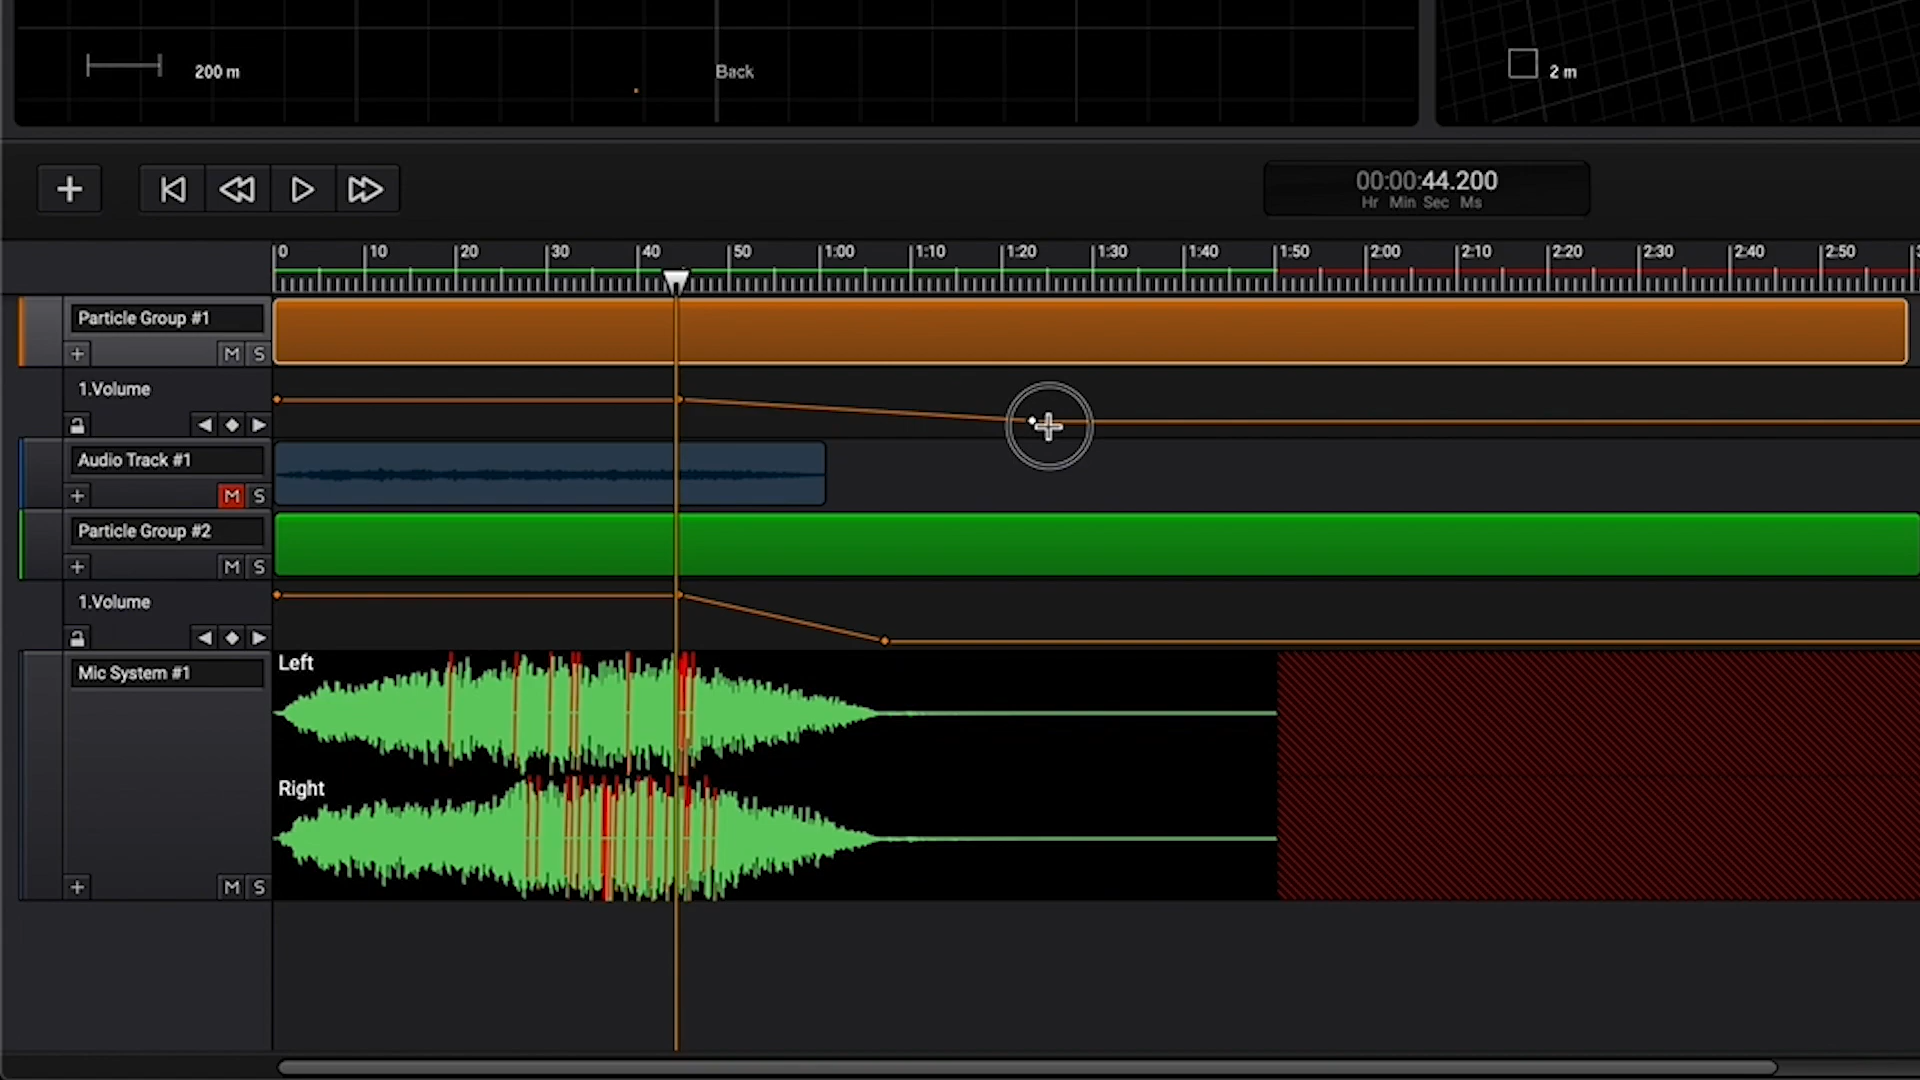 200 m
Back
2 m
00:00:44.200
Hr Min Sec Ms
0 10 20 30 40 50 1:00 1:10 1:20 1:30 1:40 1:50 2:00 2:10 2:20 2:30 2:40 2:50
Particle Group #1
M S
1.Volume
Audio Track #1
M S
Particle Group #2
M S
1.Volume
Mic System #1
Left
Right
M S